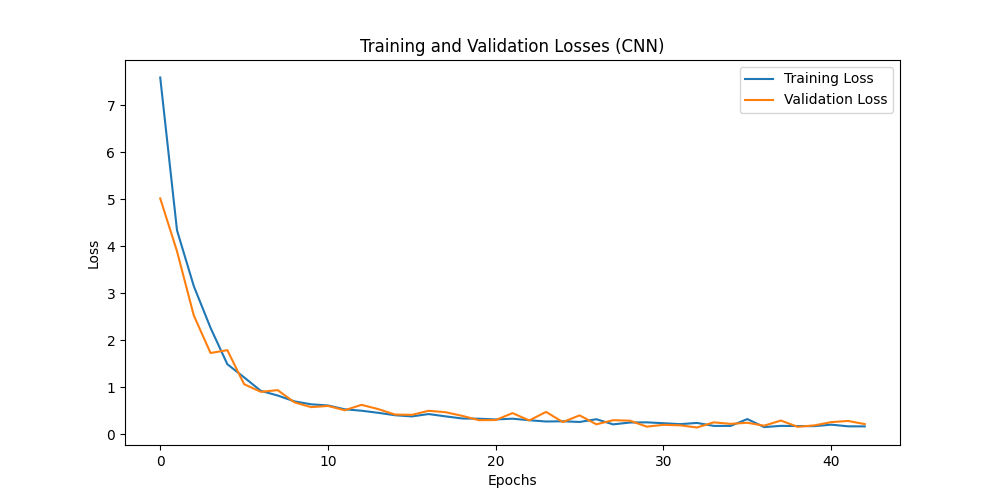 Training and Validation Losses (CNN)
Training Loss
Validation Loss
7
6
5
4
3
2
1
0
Loss
0 10 20 30 40
Epochs